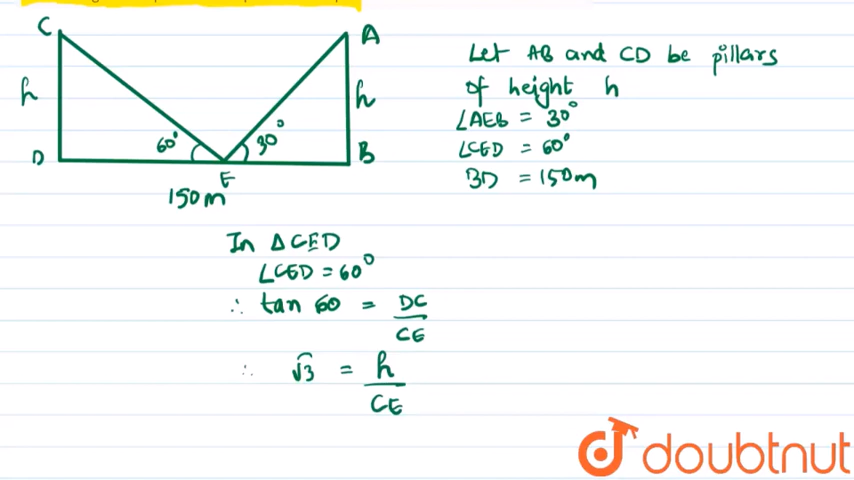 C
A
h
h
60°
30°
D
E
B
150m
Let AB and CD be pillars
of height h
∠AEB = 30°
∠CED = 60°
BD = 150m
In △CED
∠CED = 60°
∴ tan 60 = DC/CE
∴ √3 = h/CE
doubtnut